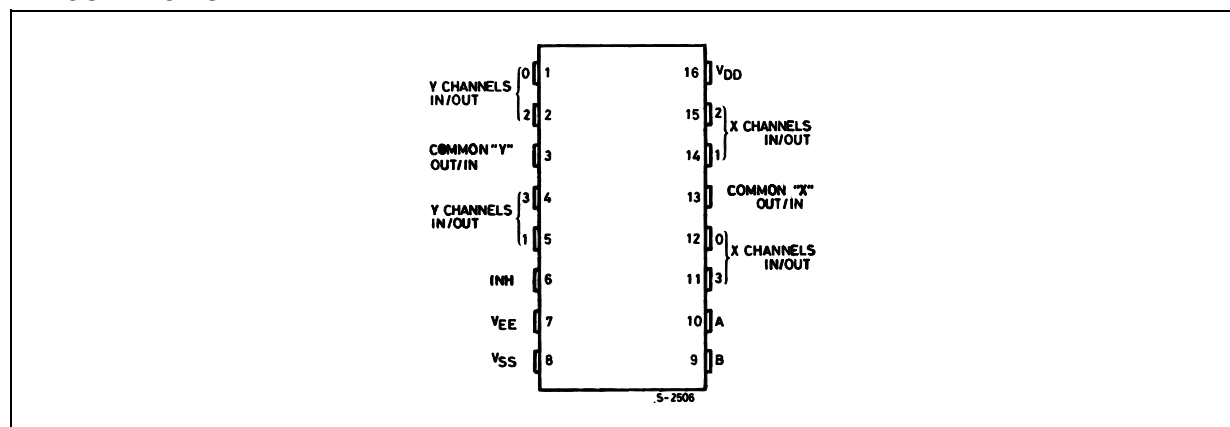 0 1 16 VDD
Y CHANNELS
IN/OUT
2 2 15 2
X CHANNELS
IN/OUT
COMMON "Y"
OUT/IN
3 14 1
3 4 13 COMMON "X"
OUT/IN
Y CHANNELS
IN/OUT
1 5 12 0
X CHANNELS
IN/OUT
INH 6 11 3
VEE 7 10 A
VSS 8 9 B
S-2506